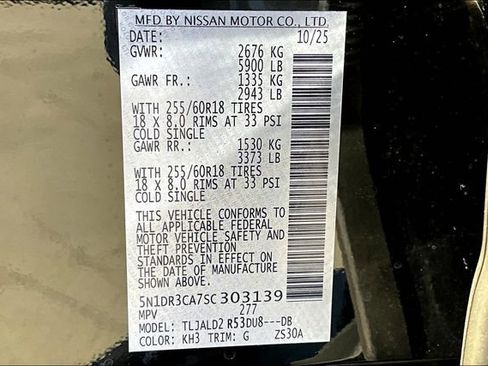 MFD BY NISSAN MOTOR CO., LTD.
DATE: 10/25
GVWR: 2676 KG
5900 LB
GAWR FR.: 1335 KG
2943 LB
WITH 255/60R18 TIRES
18 X 8.0 RIMS AT 33 PSI
COLD SINGLE
GAWR RR.: 1530 KG
3373 LB
WITH 255/60R18 TIRES
18 X 8.0 RIMS AT 33 PSI
COLD SINGLE
THIS VEHICLE CONFORMS TO
ALL APPLICABLE FEDERAL
MOTOR VEHICLE SAFETY AND
THEFT PREVENTION
STANDARDS IN EFFECT ON
THE DATE OF MANUFACTURE
SHOWN ABOVE.
5N1DR3CA7SC303139
MPV 277
MODEL: TLJALD2 R53DU8---DB
COLOR: KH3 TRIM: G ZS30A